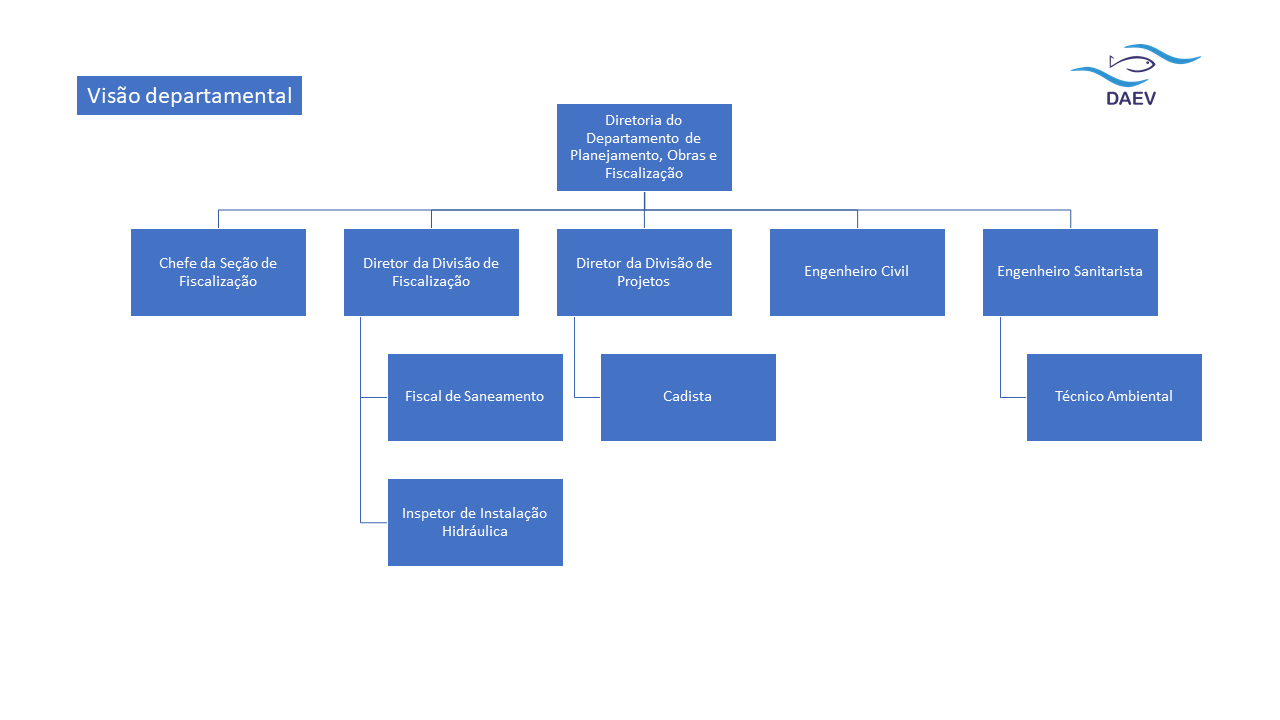 Visão departamental
DAEV
Diretoria do
Departamento de
Planejamento, Obras e
Fiscalização
Chefe da Seção de
Fiscalização
Diretor da Divisão de
Fiscalização
Diretor da Divisão de
Projetos
Engenheiro Civil
Engenheiro Sanitarista
Fiscal de Saneamento
Cadista
Técnico Ambiental
Inspetor de Instalação
Hidráulica